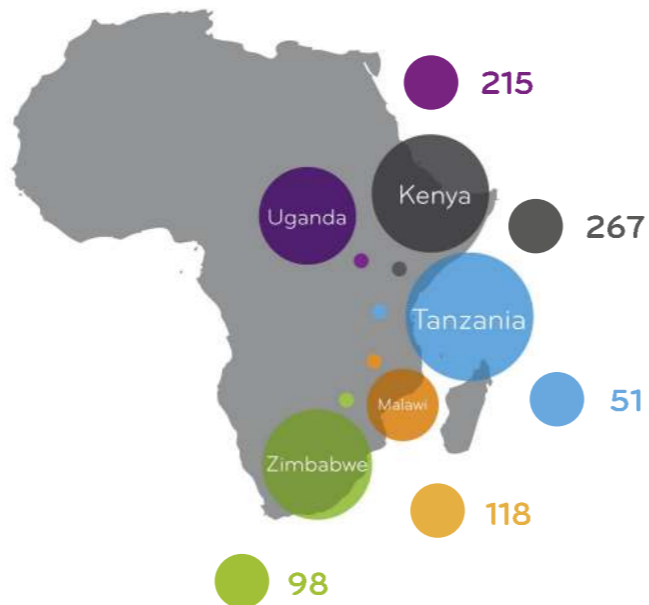 215
Kenya
Uganda
267
Tanzania
51
Malawi
Zimbabwe
118
98